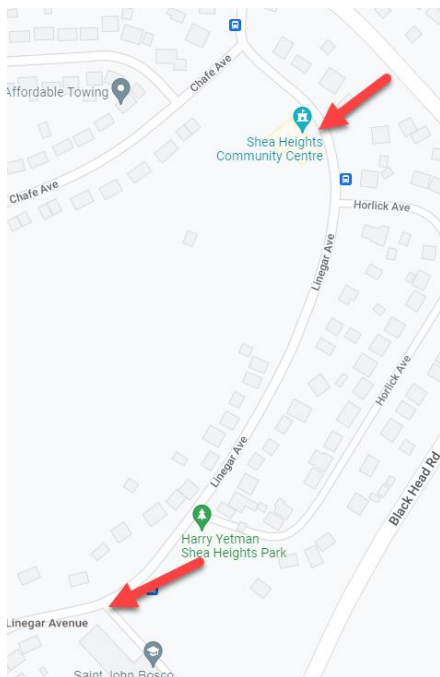 Chafe Ave
Affordable Towing
Shea Heights
Community Centre
Chafe Ave
Horlick Ave
Linegar Ave
Horlick Ave
Linegar Ave
Black Head Rd
Harry Yetman
Shea Heights Park
Linegar Avenue
Saint John Bosco